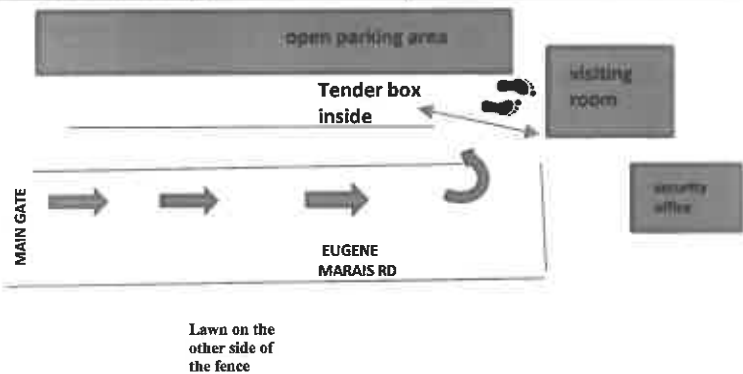 open parking area
visiting
room
Tender box
inside
MAIN GATE
security
office
EUGENE
MARAIS RD
Lawn on the
other side of
the fence